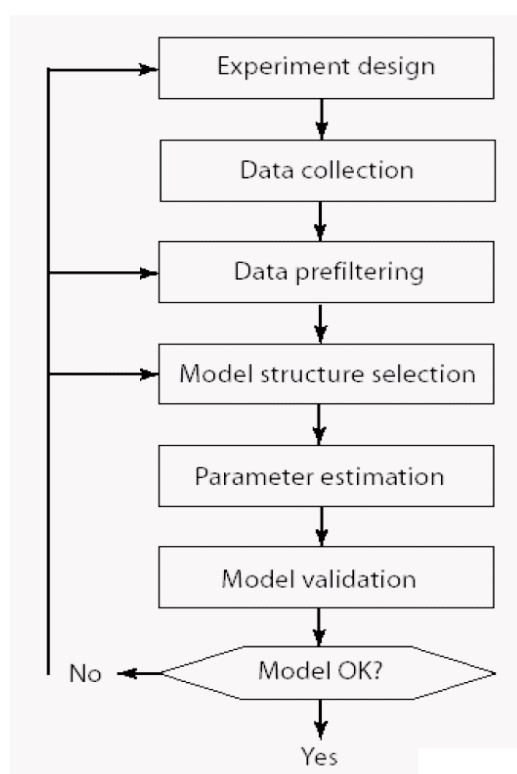 Experiment design
Data collection
Data prefiltering
Model structure selection
Parameter estimation
Model validation
Model OK?
No
Yes